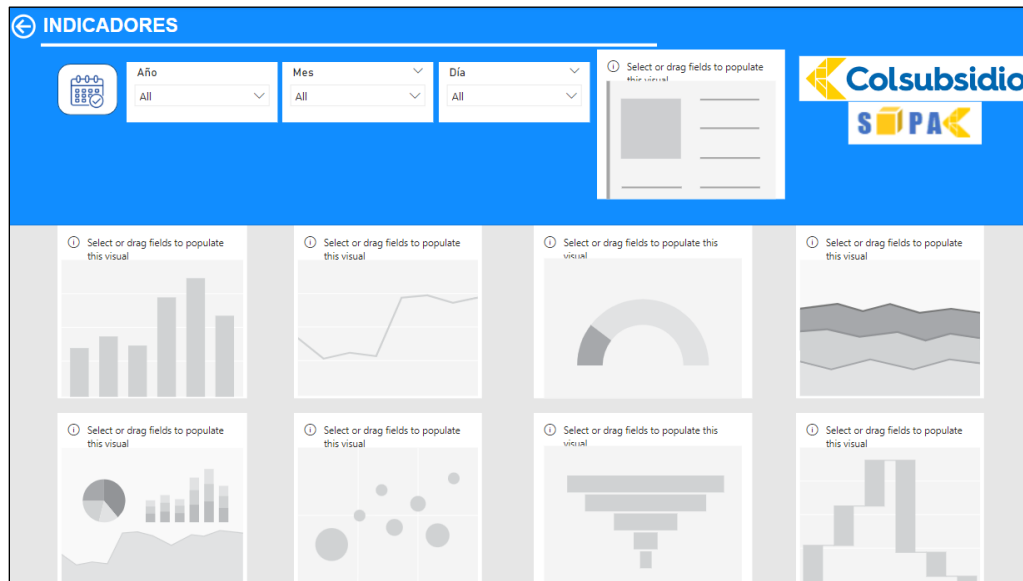 INDICADORES
Año
All
Mes
All
Día
All
Select or drag fields to populate
this visual
Colsubsidio
S PA
Select or drag fields to populate
this visual
Select or drag fields to populate
this visual
Select or drag fields to populate this
visual
Select or drag fields to populate
this visual
Select or drag fields to populate
this visual
Select or drag fields to populate
this visual
Select or drag fields to populate this
visual
Select or drag fields to populate
this visual